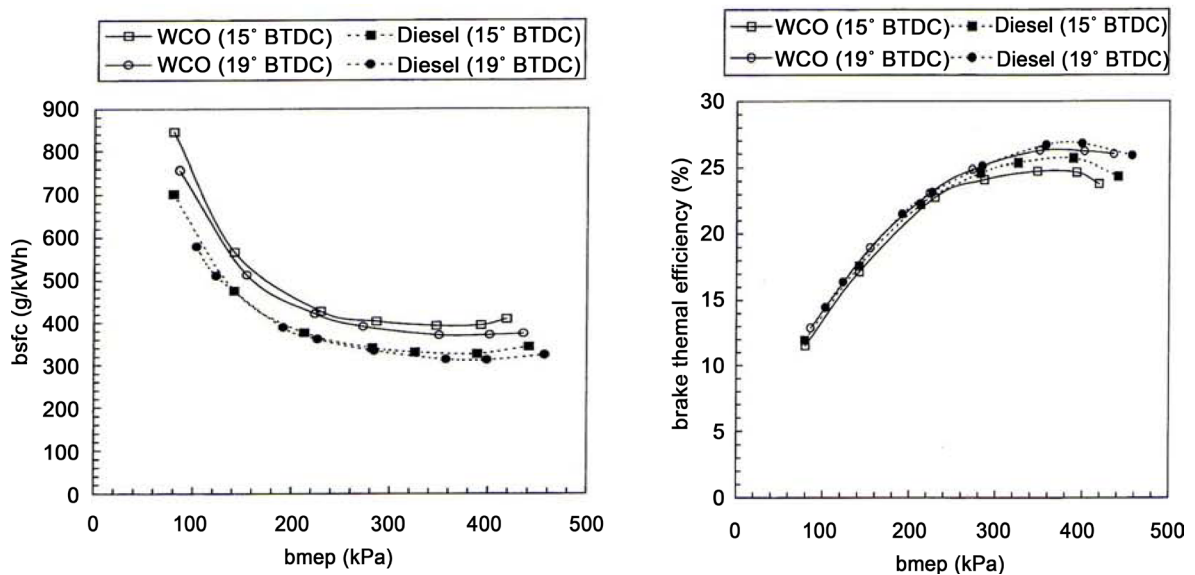 WCO (15° BTDC) Diesel (15° BTDC)
WCO (19° BTDC) Diesel (19° BTDC)
900
800
700
600
500
400
300
200
100
0
bsfc (g/kWh)
0 100 200 300 400 500
bmep (kPa)
WCO (15° BTDC) Diesel (15° BTDC)
WCO (19° BTDC) Diesel (19° BTDC)
30
25
20
15
10
5
0
brake themal efficiency (%)
0 100 200 300 400 500
bmep (kPa)